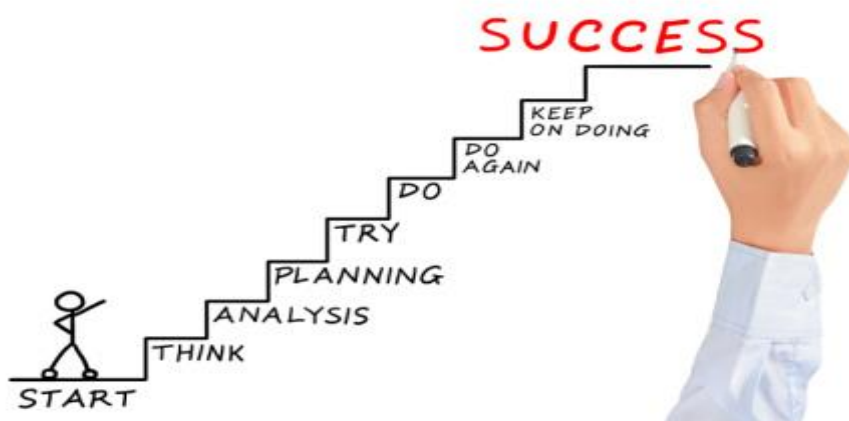 SUCCESS
KEEP
ON DOING
DO
AGAIN
DO
TRY
PLANNING
ANALYSIS
THINK
START